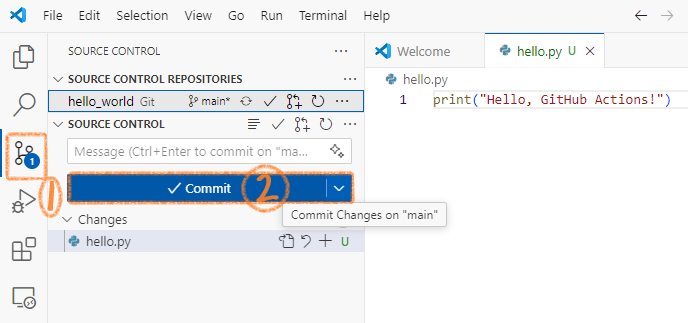 File Edit Selection View Go Run Terminal Help
SOURCE CONTROL
Welcome
hello.py U
SOURCE CONTROL REPOSITORIES
hello.py
hello_world Git main*
1 print("Hello, GitHub Actions!")
SOURCE CONTROL
Message (Ctrl+Enter to commit on "ma...
1
Commit
2
1
Commit Changes on "main"
Changes
hello.py U